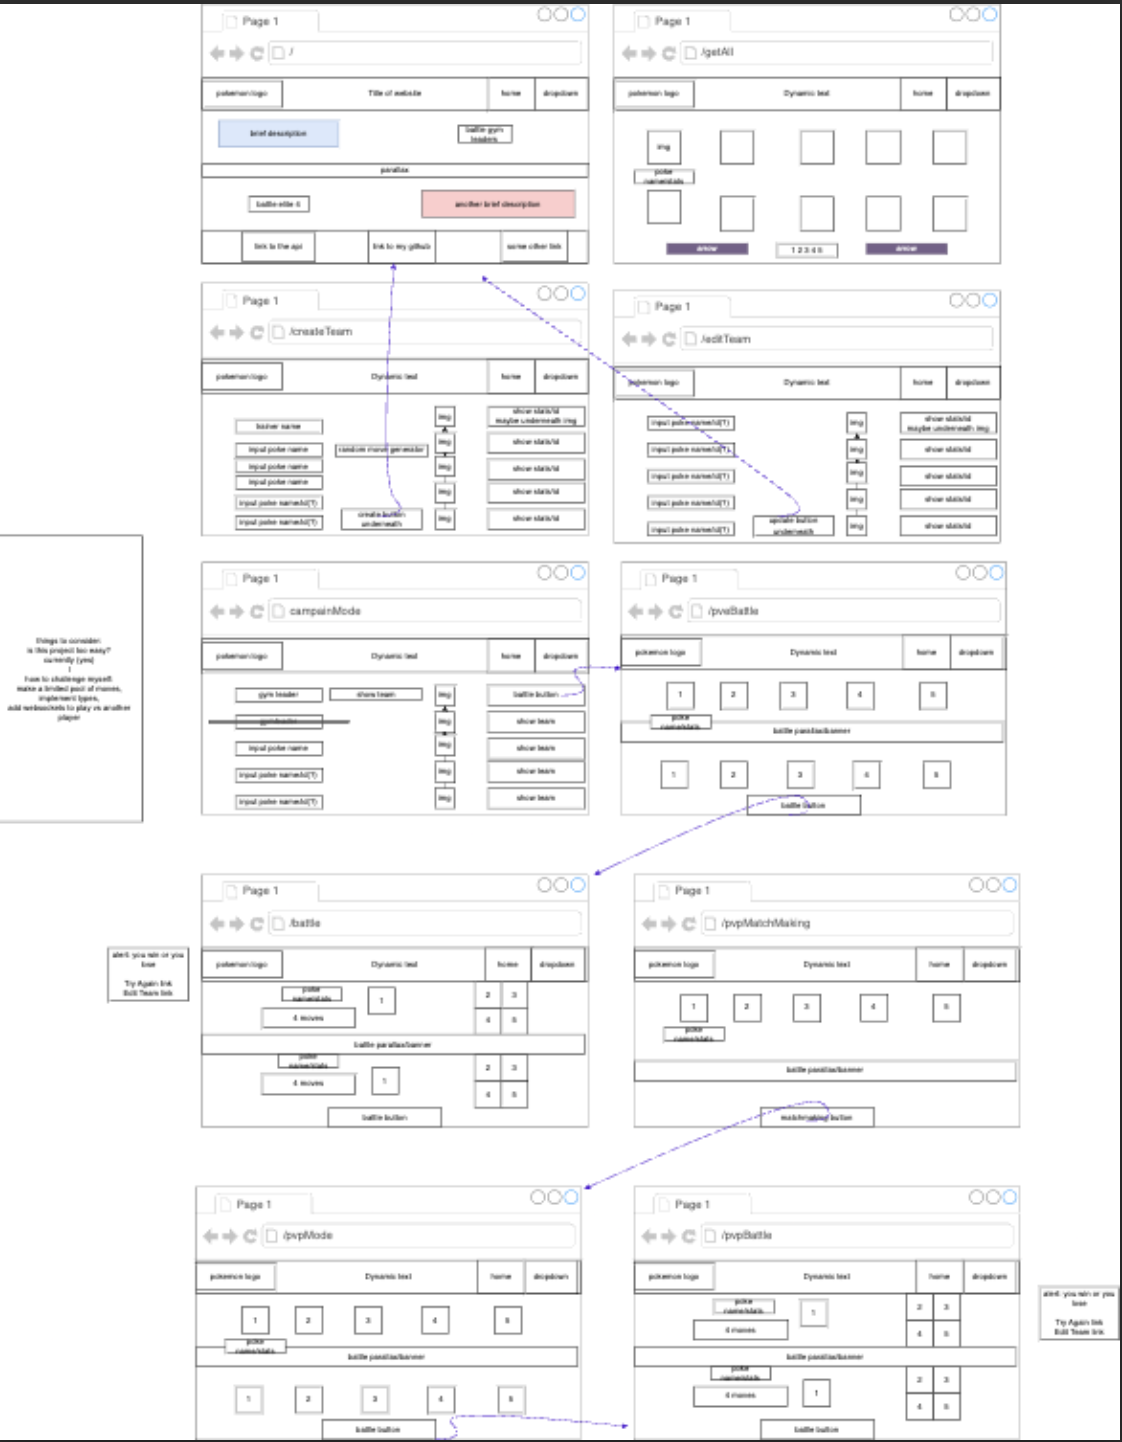 Page 1
/
pokemon logo
Title of website
home
dropdown
brief description
battle gym
leaders
parallax
battle elite 4
another brief description
link to the api
link to my github
some other link
Page 1
/getAll
pokemon logo
Dynamic text
home
dropdown
img
poke
name/stats
arrow
1 2 3 4 5
arrow
Page 1
/createTeam
pokemon logo
Dynamic text
home
dropdown
trainer name
input poke name
input poke name
input poke name
input poke name/id(?)
input poke name/id(?)
random move generator
create button
underneath
img
img
img
img
img
show stats/id
maybe underneath img
show stats/id
show stats/id
show stats/id
show stats/id
Page 1
/editTeam
pokemon logo
Dynamic text
home
dropdown
input poke name/id(?)
input poke name/id(?)
input poke name/id(?)
input poke name/id(?)
input poke name/id(?)
update button
underneath
img
img
img
img
img
show stats/id
maybe underneath img
show stats/id
show stats/id
show stats/id
show stats/id
things to consider:
is this project too easy?
currently (yes)
how to challenge myself:
make a limited pool of moves,
implement types,
add websockets to play vs another
player
Page 1
campainMode
pokemon logo
Dynamic text
home
dropdown
gym leader
show team
img
battle button
gym leader
img
show team
input poke name
img
show team
input poke name/id(?)
img
show team
input poke name/id(?)
img
show team
Page 1
/pveBattle
pokemon logo
Dynamic text
home
dropdown
1
2
3
4
5
poke
name/stats
battle parallax/banner
1
2
3
4
5
battle button
alert: you win or you
lose
Try Again link
Edit Team link
Page 1
/battle
pokemon logo
Dynamic text
home
dropdown
poke
name/stats
4 moves
1
2 3
4 5
battle parallax/banner
poke
name/stats
4 moves
1
2 3
4 5
battle button
Page 1
/pvpMatchMaking
pokemon logo
Dynamic text
home
dropdown
1
2
3
4
5
poke
name/stats
battle parallax/banner
matchmaking button
Page 1
/pvpMode
pokemon logo
Dynamic text
home
dropdown
1
2
3
4
5
poke
name/stats
battle parallax/banner
1
2
3
4
5
battle button
Page 1
/pvpBattle
pokemon logo
Dynamic text
home
dropdown
poke
name/stats
4 moves
1
2 3
4 5
battle parallax/banner
poke
name/stats
4 moves
1
2 3
4 5
battle button
alert: you win or you
lose
Try Again link
Edit Team link